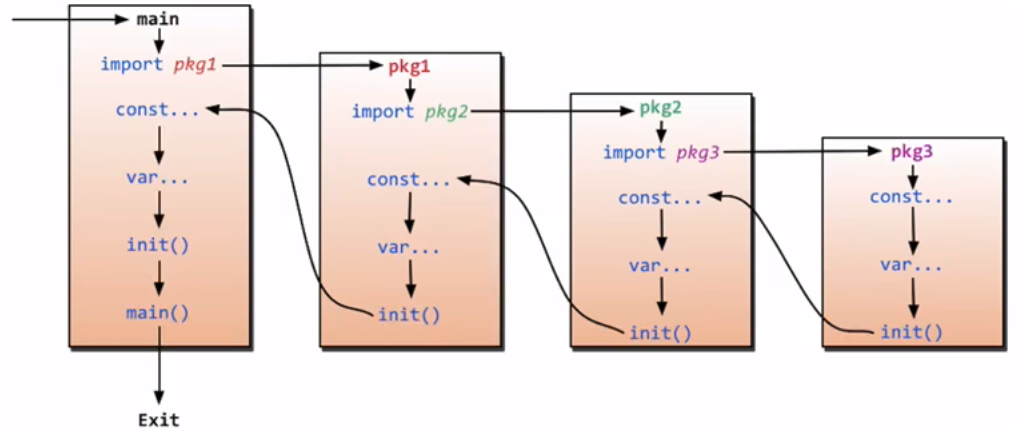 main
import pkg1
const...
var...
init()
main()
Exit
pkg1
import pkg2
const...
var...
init()
pkg2
import pkg3
const...
var...
init()
pkg3
const...
var...
init()